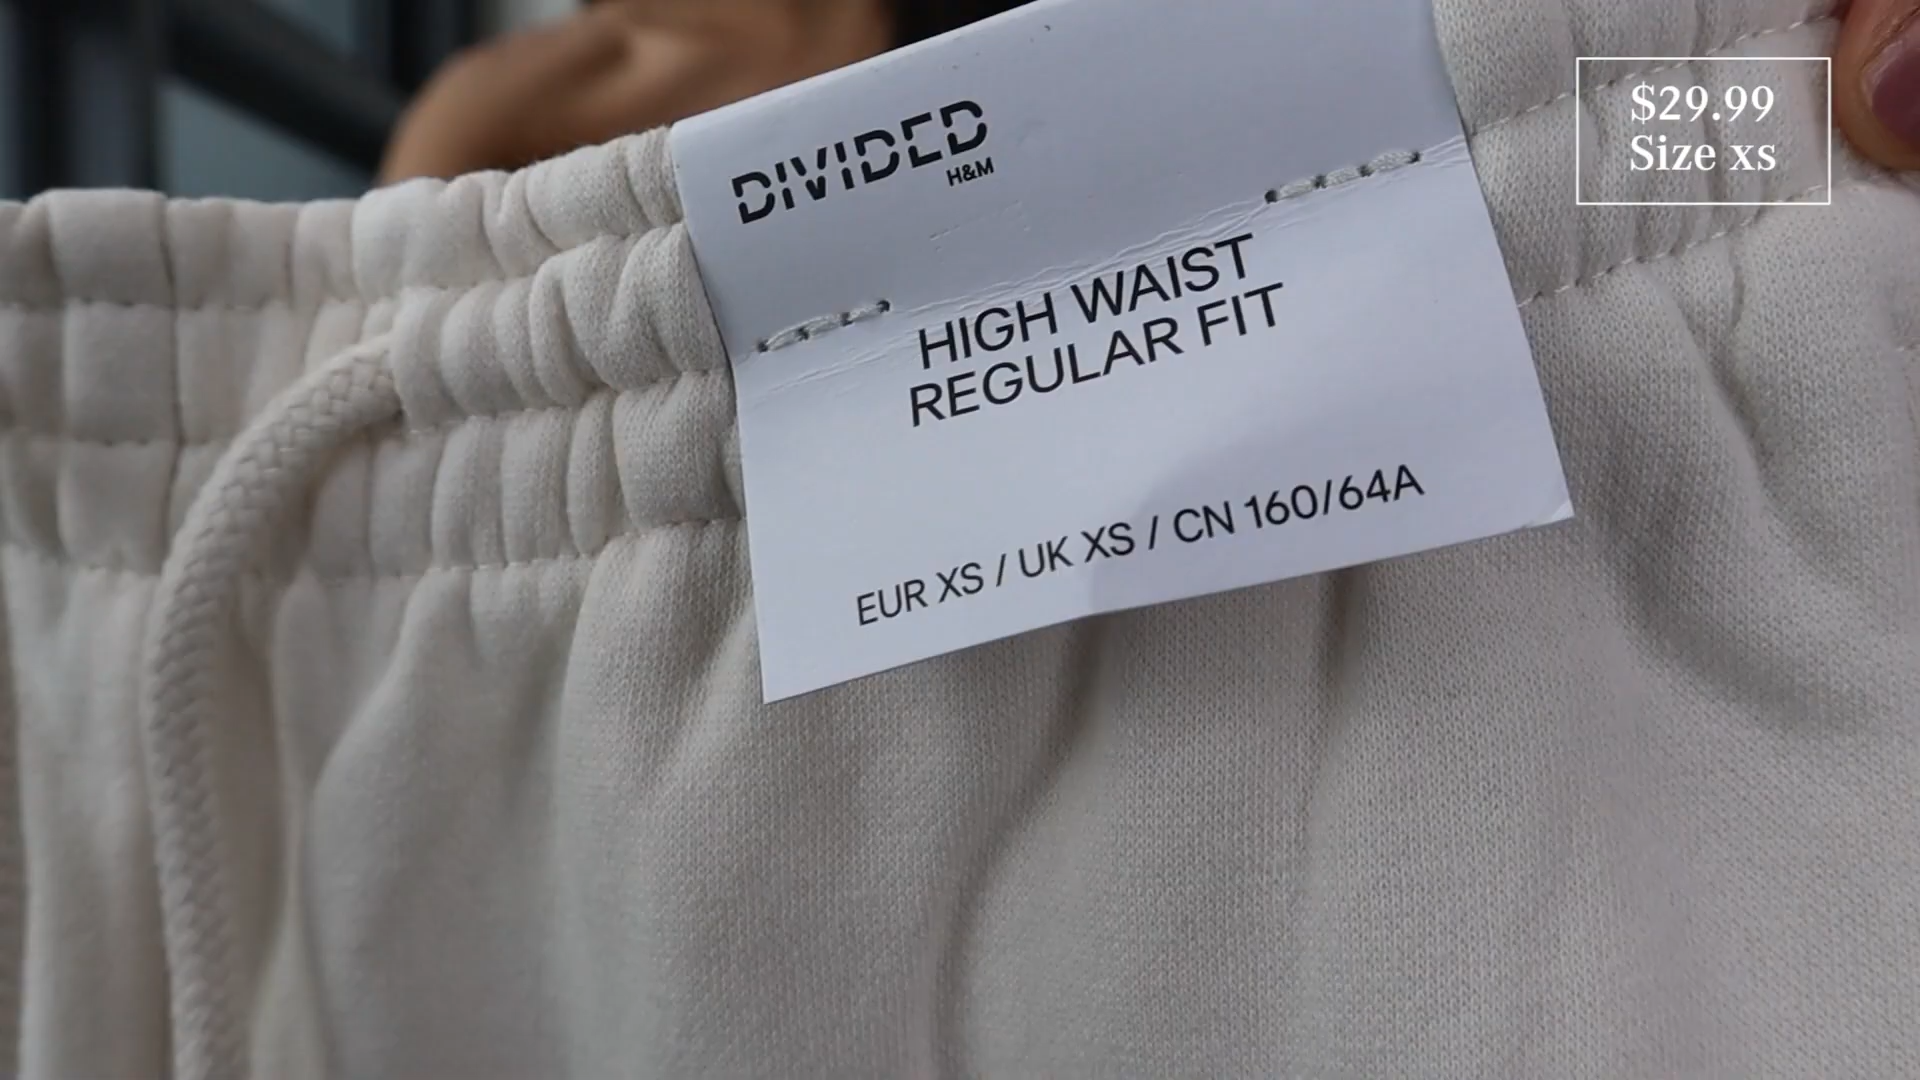 DIVIDED
H&M
HIGH WAIST
REGULAR FIT
EUR XS / UK XS / CN 160/64A
$29.99
Size xs